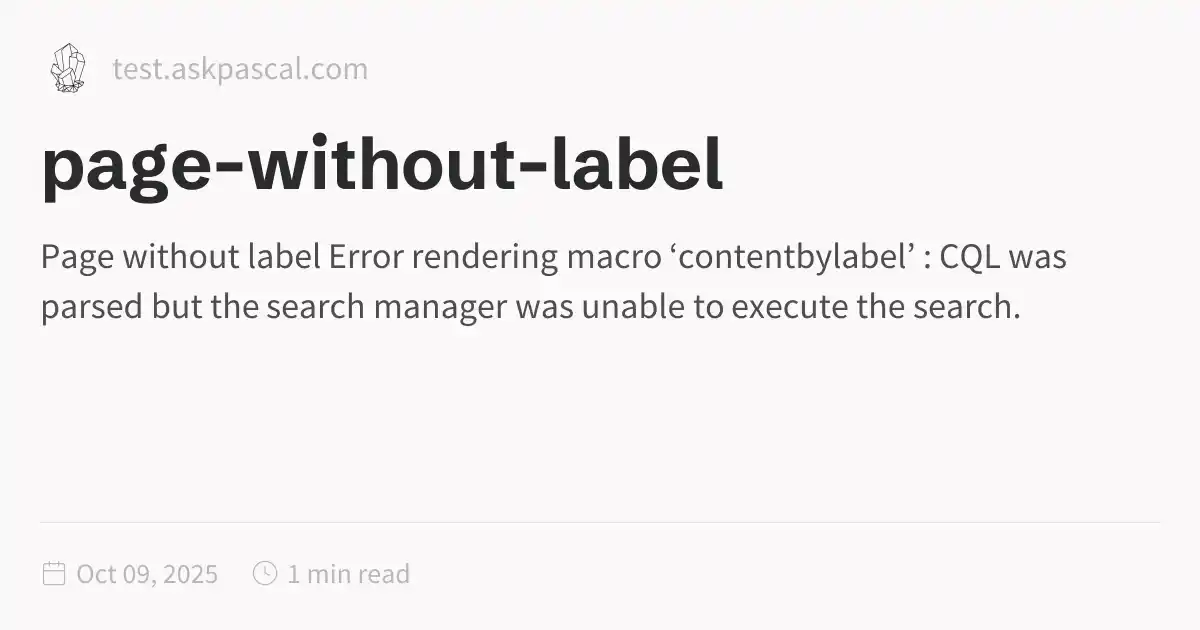 test.askpascal.com
page-without-label
Page without label Error rendering macro ‘contentbylabel’ : CQL was
parsed but the search manager was unable to execute the search.
Oct 09, 2025 1 min read